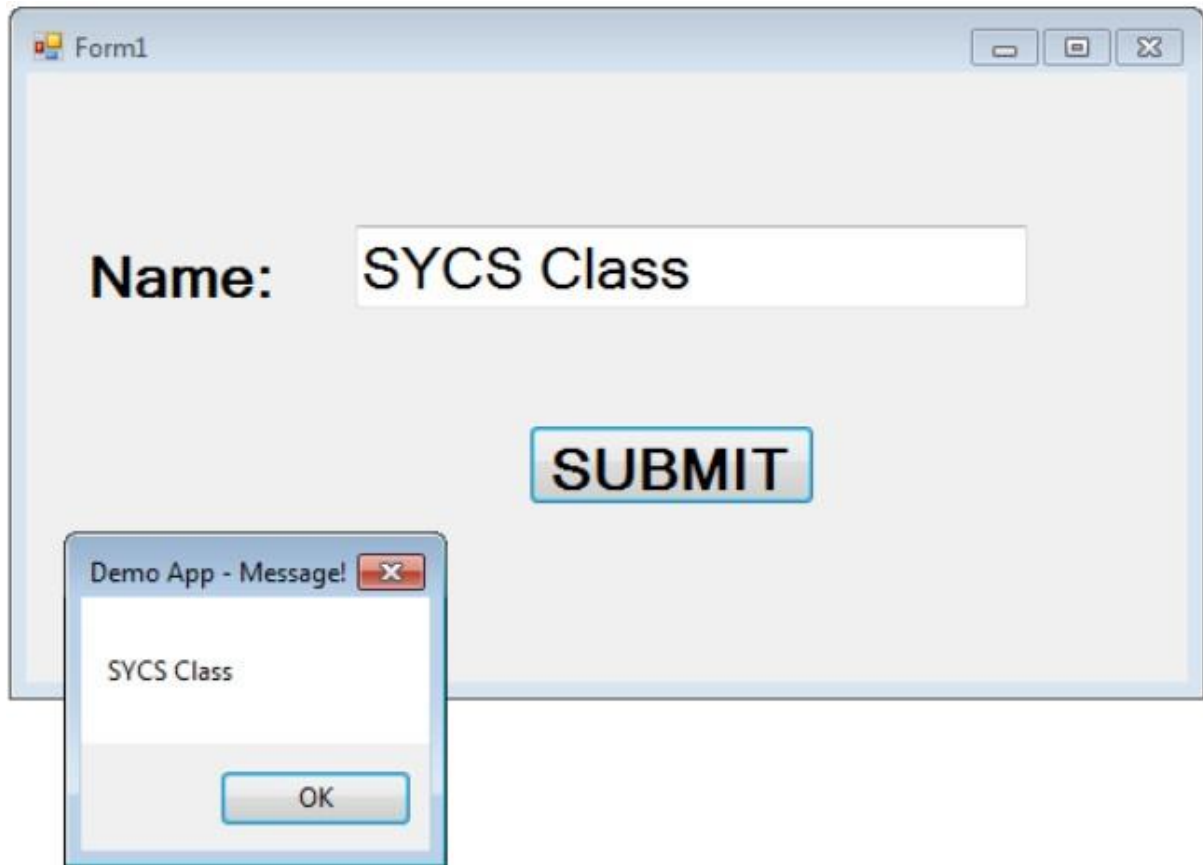 Form1
Name:
SYCS Class
SUBMIT
Demo App - Message!
SYCS Class
OK